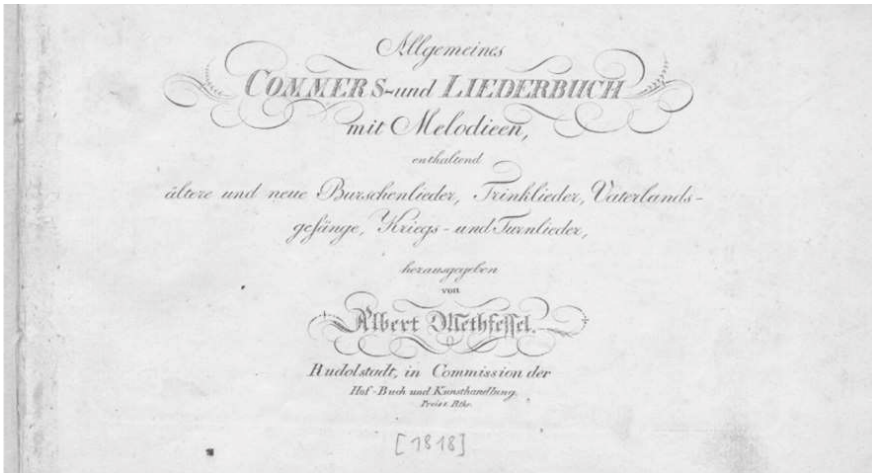 Allgemeines
COMMERS-und LIEDERBUCH
mit Melodieen,
enthaltend
ältere und neue Burschenlieder, Trinklieder, Vaterlands-
gesänge, Kriegs- und Turnlieder,
herausgegeben
von
Albert Methfessel.
Rudolstadt, in Commission der
Hof-Buch und Kunsthandlung.
[1818]